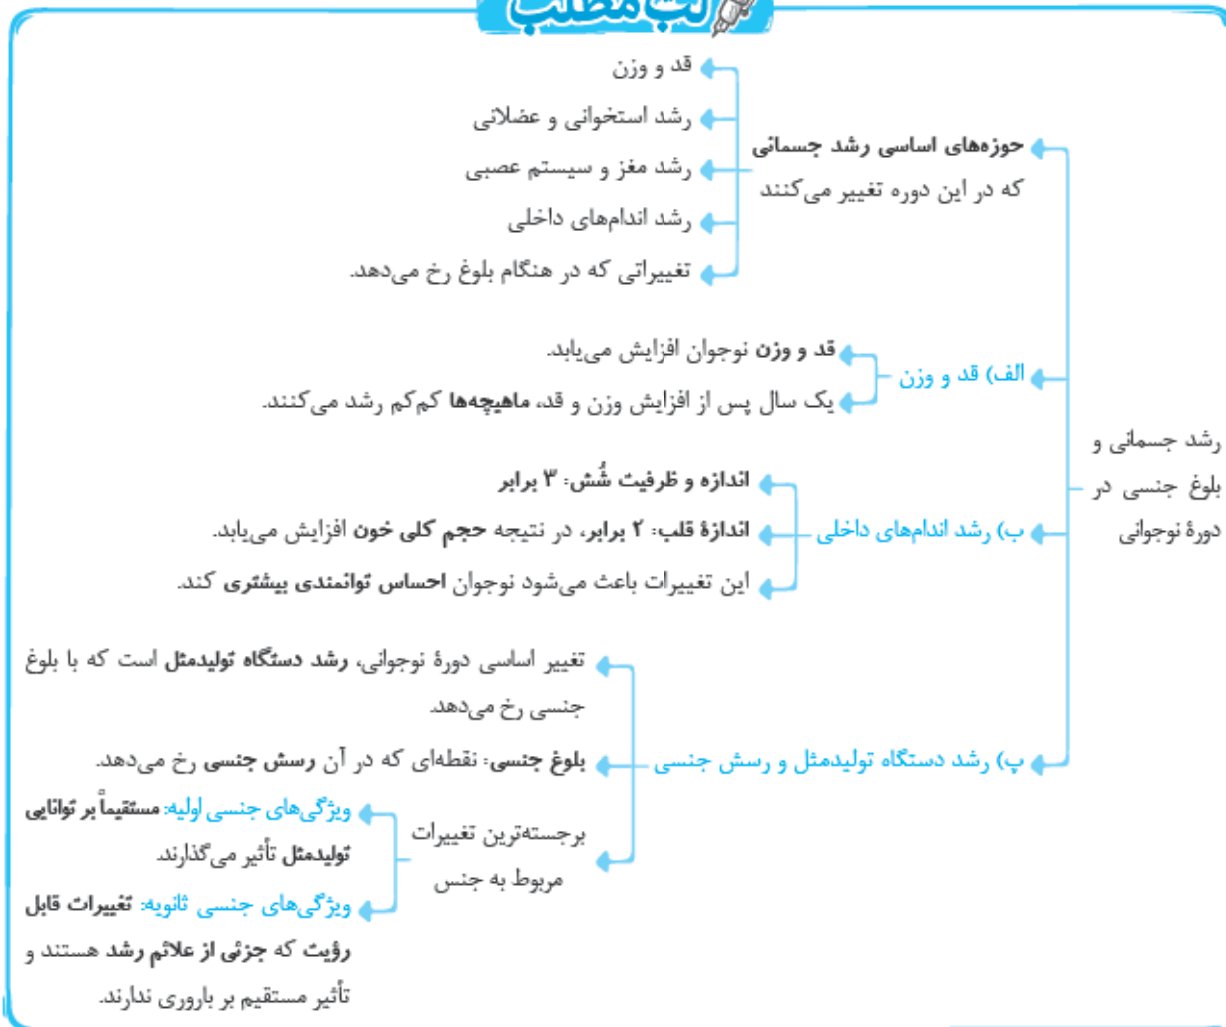 لُب مطلب
رشد جسمانی و
بلوغ جنسی در
دورۀ نوجوانی
حوزه‌های اساسی رشد جسمانی
که در این دوره تغییر می‌کنند
قد و وزن
رشد استخوانی و عضلانی
رشد مغز و سیستم عصبی
رشد اندام‌های داخلی
تغییراتی که در هنگام بلوغ رخ می‌دهد.
الف) قد و وزن
قد و وزن نوجوان افزایش می‌یابد.
یک سال پس از افزایش وزن و قد، ماهیچه‌ها کم‌کم رشد می‌کنند.
ب) رشد اندام‌های داخلی
اندازه و ظرفیت شُش: ۳ برابر
اندازۀ قلب: ۲ برابر، در نتیجه حجم کلی خون افزایش می‌یابد.
این تغییرات باعث می‌شود نوجوان احساس توانمندی بیشتری کند.
پ) رشد دستگاه تولیدمثل و رسش جنسی
تغییر اساسی دورۀ نوجوانی، رشد دستگاه تولیدمثل است که با بلوغ
جنسی رخ می‌دهد.
بلوغ جنسی: نقطه‌ای که در آن رسش جنسی رخ می‌دهد.
برجسته‌ترین تغییرات
مربوط به جنس
ویژگی‌های جنسی اولیه: مستقیماً بر توانایی
تولیدمثل تأثیر می‌گذارند.
ویژگی‌های جنسی ثانویه: تغییرات قابل
رؤیت که جزئی از علائم رشد هستند و
تأثیر مستقیم بر باروری ندارند.